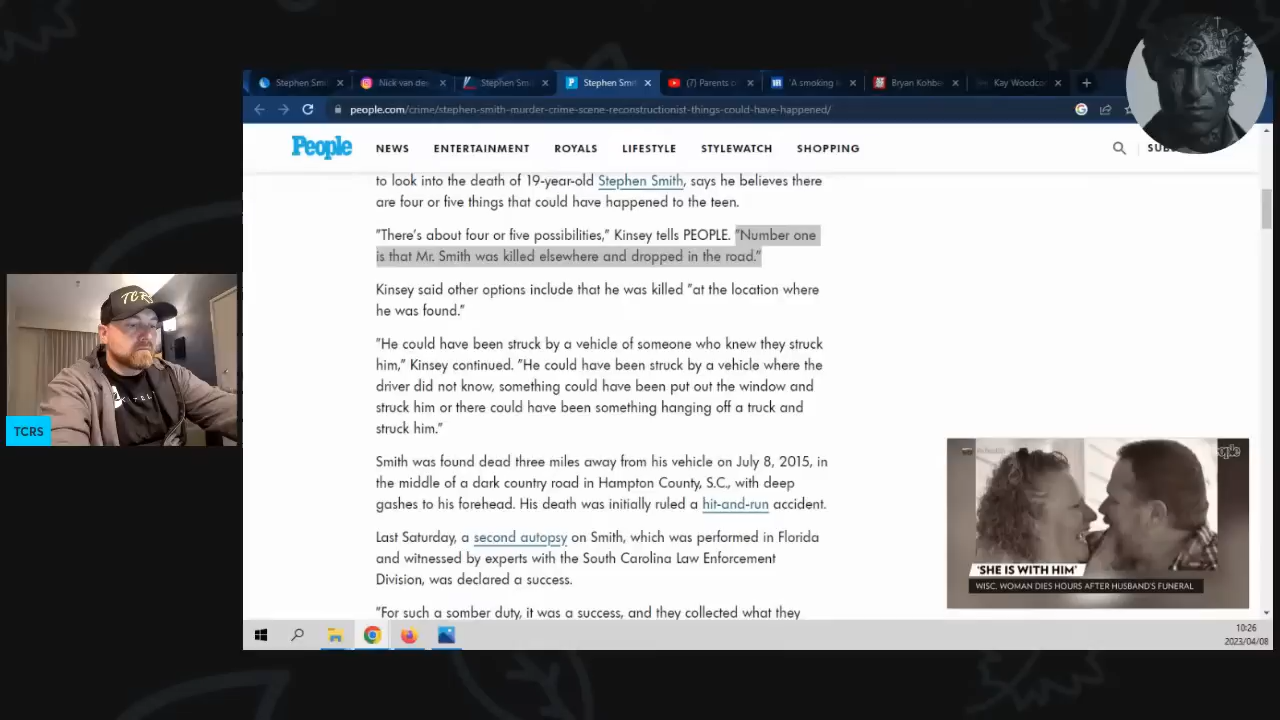 Stephen Smi
Nick van de
Stephen Smi
Stephen Smi
(7) Parents c
'A smoking
Bryan Kohbe
Kay Woodco
people.com/crime/stephen-smith-murder-crime-scene-reconstructionist-things-could-have-happened/
People
NEWS
ENTERTAINMENT
ROYALS
LIFESTYLE
STYLEWATCH
SHOPPING
to look into the death of 19-year-old Stephen Smith, says he believes there
are four or five things that could have happened to the teen.
"There's about four or five possibilities," Kinsey tells PEOPLE. "Number one
is that Mr. Smith was killed elsewhere and dropped in the road."
Kinsey said other options include that he was killed "at the location where
he was found."
"He could have been struck by a vehicle of someone who knew they struck
him," Kinsey continued. "He could have been struck by a vehicle where the
driver did not know, something could have been put out the window and
struck him or there could have been something hanging off a truck and
struck him."
Smith was found dead three miles away from his vehicle on July 8, 2015, in
the middle of a dark country road in Hampton County, S.C., with deep
gashes to his forehead. His death was initially ruled a hit-and-run accident.
Last Saturday, a second autopsy on Smith, which was performed in Florida
and witnessed by experts with the South Carolina Law Enforcement
Division, was declared a success.
"For such a somber duty, it was a success, and they collected what they
'SHE IS WITH HIM'
WISC. WOMAN DIES HOURS AFTER HUSBAND'S FUNERAL
TCRS
TCRS
10:26
2023/04/08